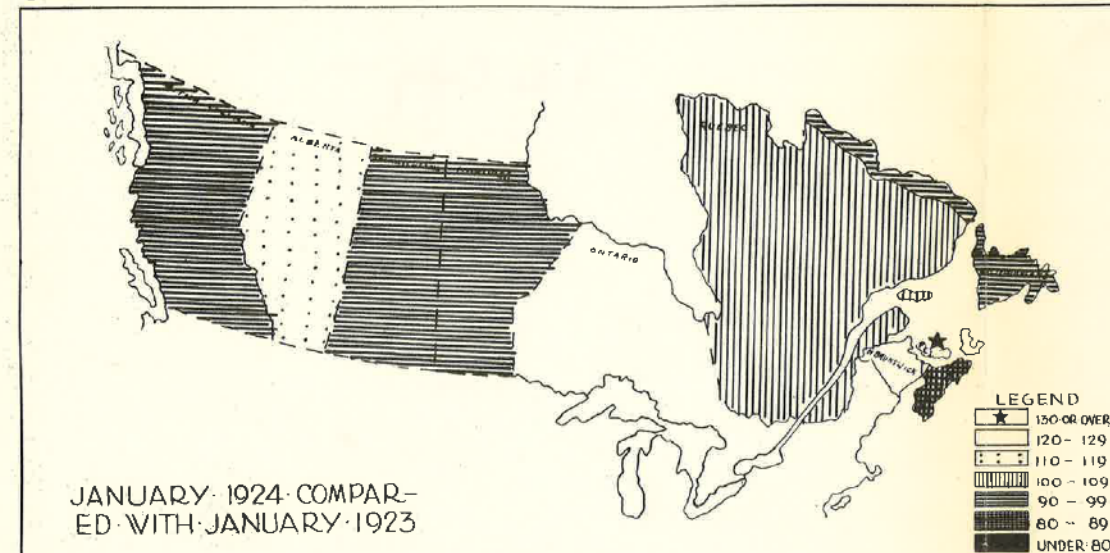 ALBERTA
QUEBEC
ONTARIO
N BRUNSWICK
LEGEND
130 OR OVER
120 - 129
110 - 119
100 - 109
90 - 99
80 - 89
UNDER 80
JANUARY · 1924 · COMPAR-
ED · WITH · JANUARY · 1923